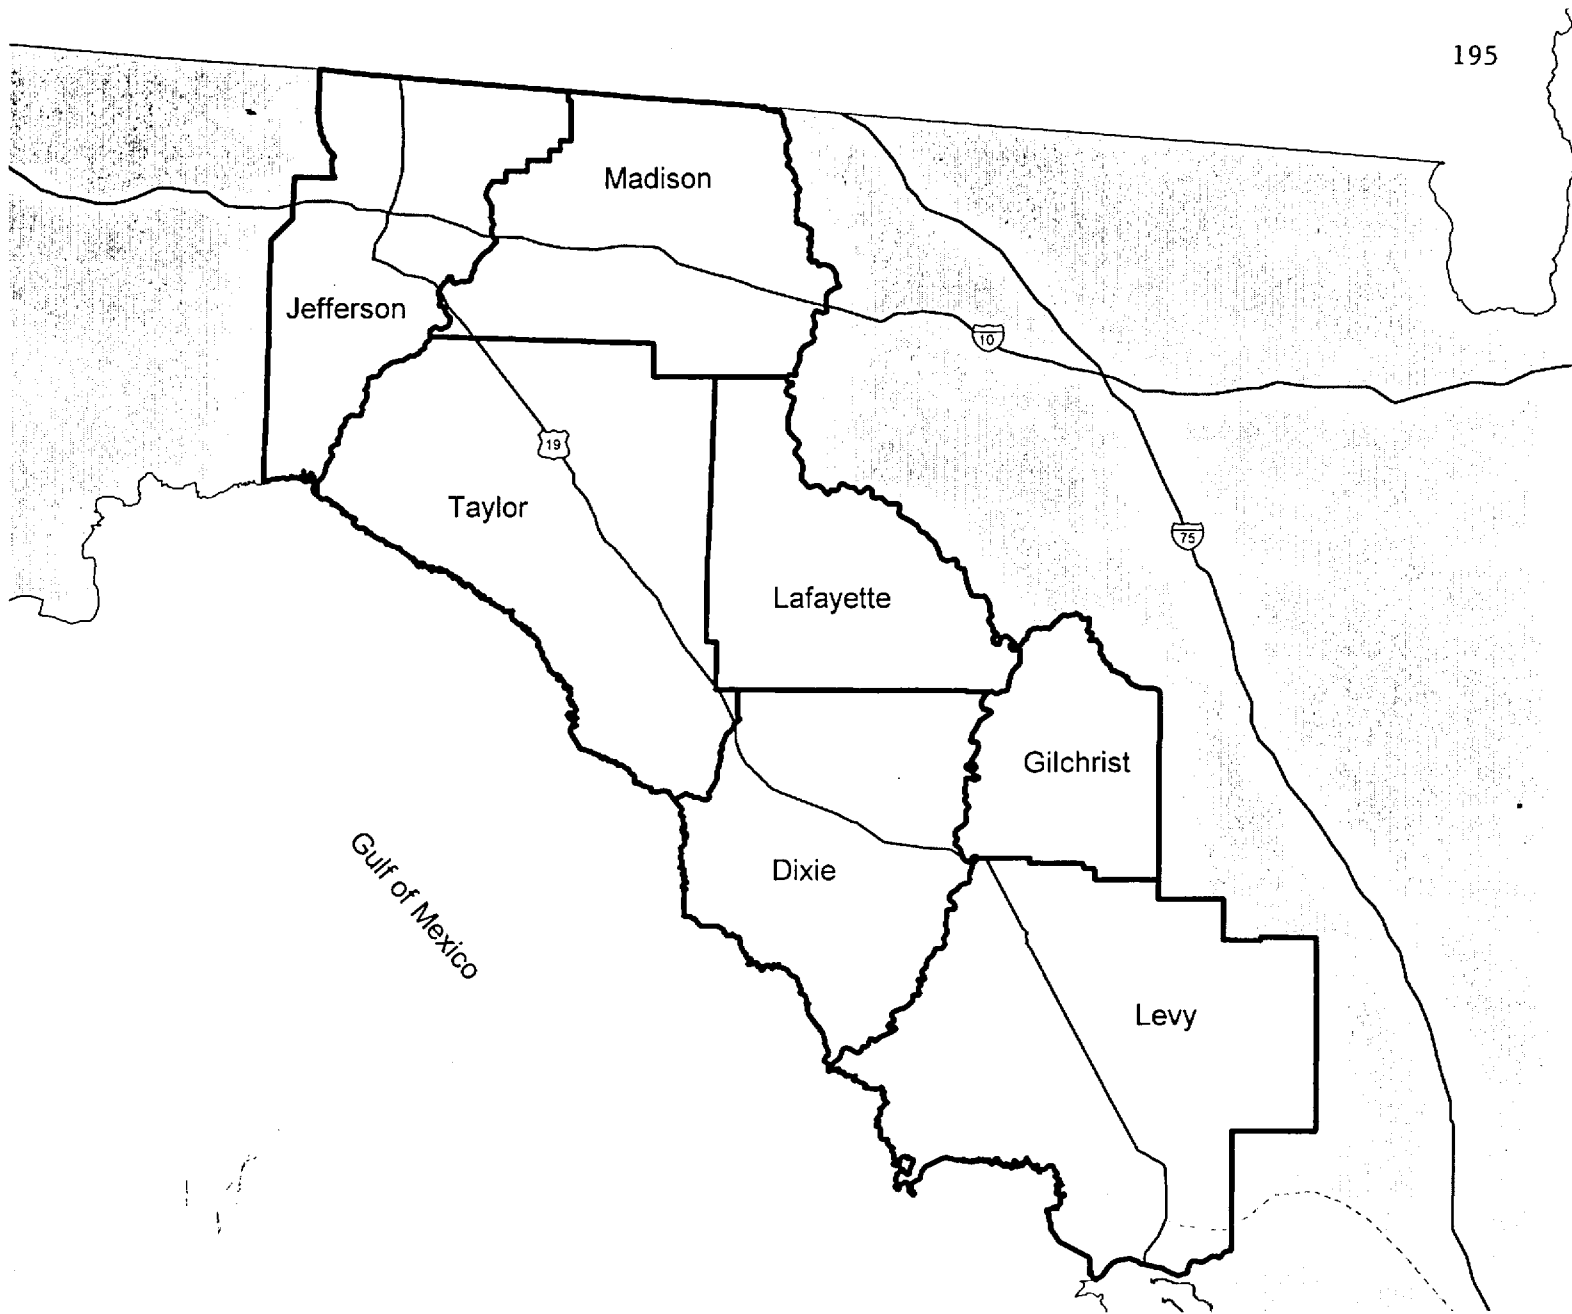 195
Madison
Jefferson
10
19
Taylor
75
Lafayette
Gilchrist
Gulf of Mexico
Dixie
Levy